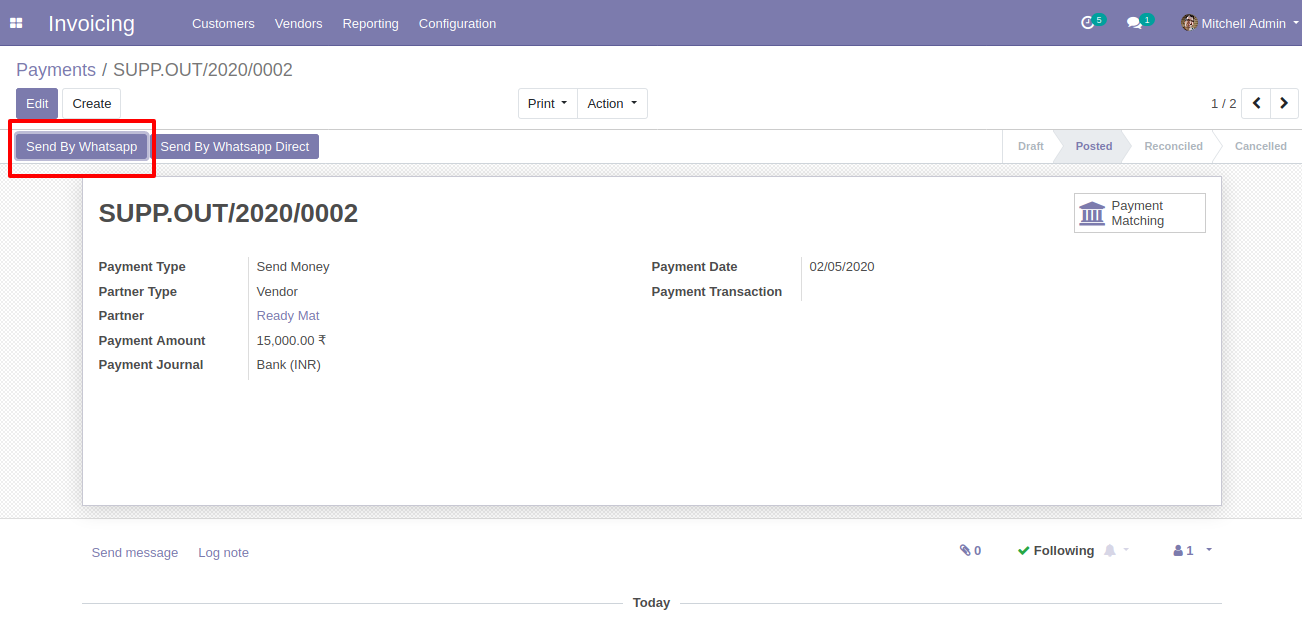 Invoicing Customers Vendors Reporting Configuration 5 1 Mitchell Admin
Payments / SUPP.OUT/2020/0002
Edit Create Print Action 1 / 2
Send By Whatsapp Send By Whatsapp Direct Draft Posted Reconciled Cancelled
SUPP.OUT/2020/0002
Payment
Matching
Payment Type Send Money Payment Date 02/05/2020
Partner Type Vendor Payment Transaction
Partner Ready Mat
Payment Amount 15,000.00 ₹
Payment Journal Bank (INR)
Send message Log note 0 Following 1
Today